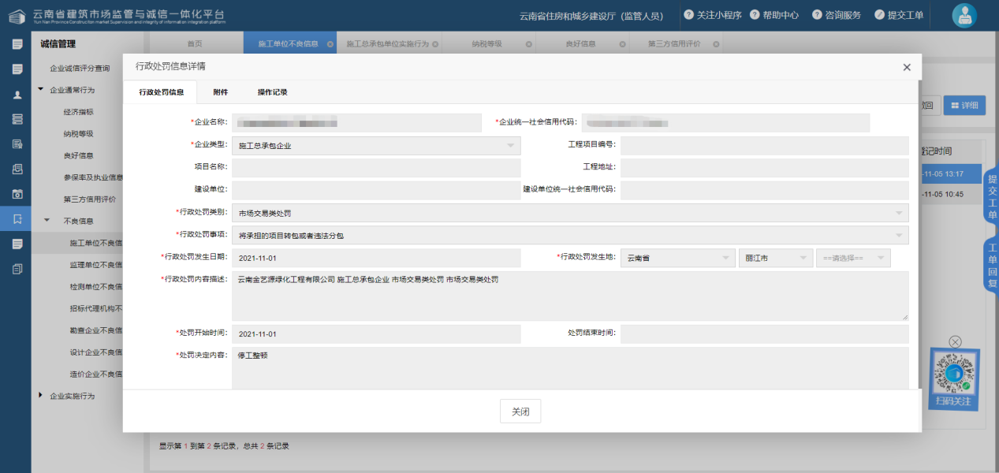 云南省建筑市场监管与诚信一体化平台
Yun Nan Province Construction market Supervision and integrity of information integration platform
云南省住房和城乡建设厅（监管人员）
关注小程序 帮助中心 咨询服务 提交工单
诚信管理
首页 施工单位不良信息 施工总承包单位实施行为 纳税等级 良好信息 第三方信用评价
企业诚信评分查询
企业通常行为
经济指标
纳税等级
良好信息
参保率及执业信息
第三方信用评价
不良信息
施工单位不良信
监理单位不良信
检测单位不良信
招标代理机构不
勘查企业不良信
设计企业不良信
造价企业不良信
企业实施行为
行政处罚信息详情
行政处罚信息 附件 操作记录
*企业名称: *企业统一社会信用代码:
*企业类型: 施工总承包企业 工程项目编号:
项目名称: 工程地址:
建设单位: 建设单位统一社会信用代码:
*行政处罚类别: 市场交易类处罚
*行政处罚事项: 将承担的项目转包或者违法分包
*行政处罚发生日期: 2021-11-01 *行政处罚发生地: 云南省 丽江市 ==请选择==
*行政处罚内容描述: 云南金艺源绿化工程有限公司 施工总承包企业 市场交易类处罚 市场交易类处罚
*处罚开始时间: 2021-11-01 处罚结束时间:
*处罚决定内容: 停工整顿
关闭
回 详细
登记时间
-11-05 13:17
-11-05 10:45
提交工单
工单回复
扫码关注
显示第 1 到第 2 条记录，总共 2 条记录